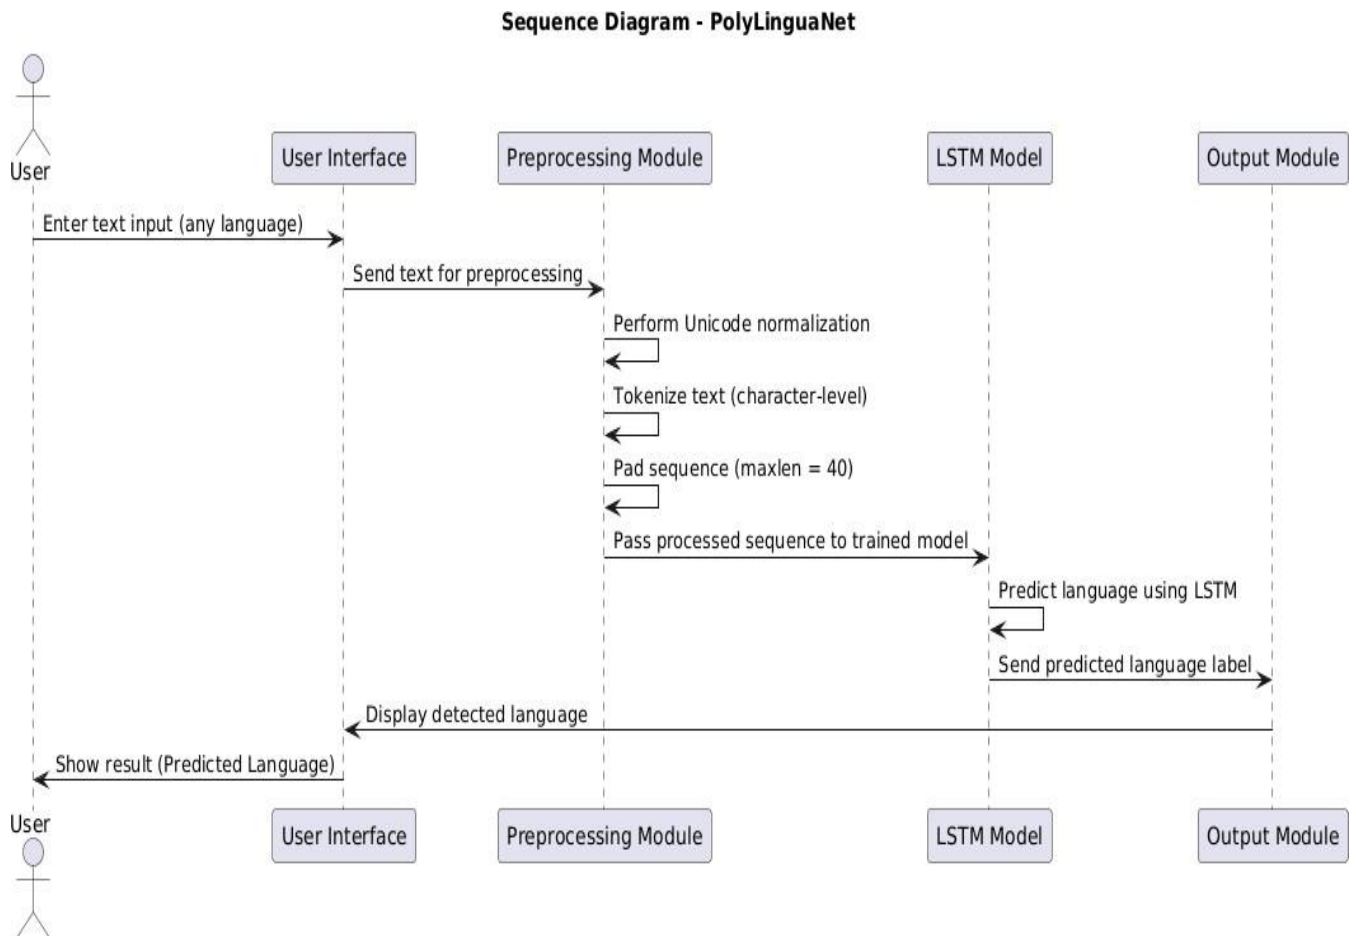 Sequence Diagram - PolyLinguaNet
User
User Interface
Preprocessing Module
LSTM Model
Output Module
Enter text input (any language)
Send text for preprocessing
Perform Unicode normalization
Tokenize text (character-level)
Pad sequence (maxlen = 40)
Pass processed sequence to trained model
Predict language using LSTM
Send predicted language label
Display detected language
Show result (Predicted Language)
User
User Interface
Preprocessing Module
LSTM Model
Output Module